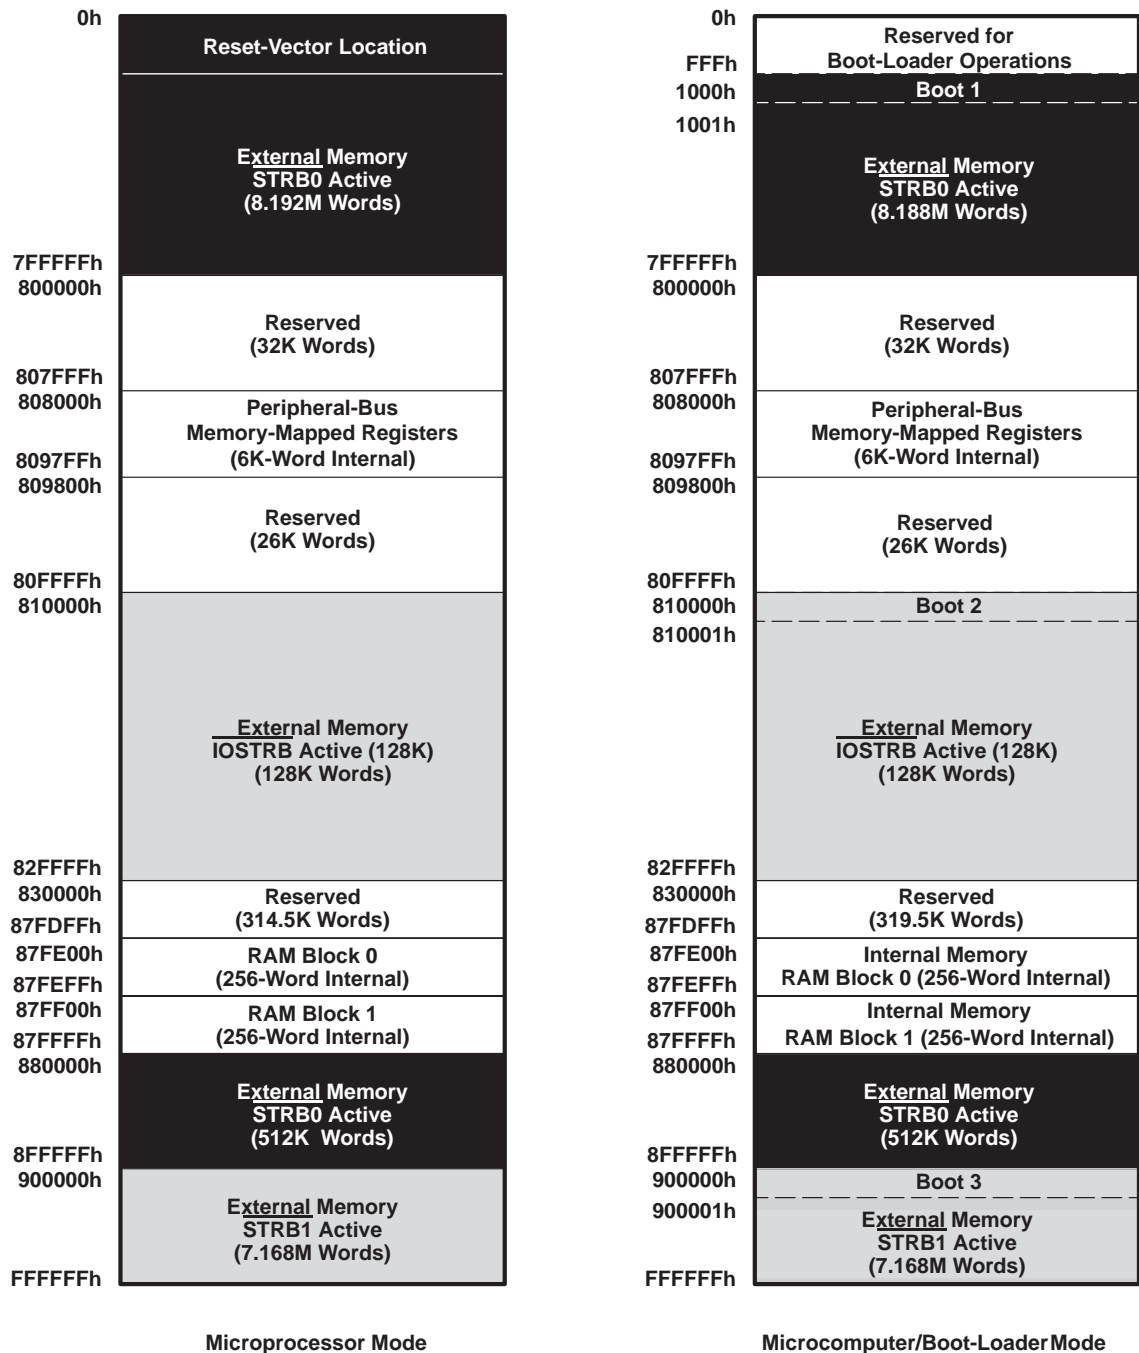 0h
Reset-Vector Location
External Memory
STRB0 Active
(8.192M Words)
7FFFFFh
800000h
Reserved
(32K Words)
807FFFh
808000h
Peripheral-Bus
Memory-Mapped Registers
(6K-Word Internal)
8097FFh
809800h
Reserved
(26K Words)
80FFFFh
810000h
External Memory
IOSTRB Active (128K)
(128K Words)
82FFFFh
830000h
Reserved
(314.5K Words)
87FDFFh
87FE00h
RAM Block 0
(256-Word Internal)
87FEFFh
87FF00h
RAM Block 1
(256-Word Internal)
87FFFFh
880000h
External Memory
STRB0 Active
(512K Words)
8FFFFFh
900000h
External Memory
STRB1 Active
(7.168M Words)
FFFFFFh
Microprocessor Mode
0h
Reserved for
Boot-Loader Operations
FFFh
1000h
Boot 1
1001h
External Memory
STRB0 Active
(8.188M Words)
7FFFFFh
800000h
Reserved
(32K Words)
807FFFh
808000h
Peripheral-Bus
Memory-Mapped Registers
(6K-Word Internal)
8097FFh
809800h
Reserved
(26K Words)
80FFFFh
810000h
Boot 2
810001h
External Memory
IOSTRB Active (128K)
(128K Words)
82FFFFh
830000h
Reserved
(319.5K Words)
87FDFFh
87FE00h
Internal Memory
RAM Block 0 (256-Word Internal)
87FEFFh
87FF00h
Internal Memory
RAM Block 1 (256-Word Internal)
87FFFFh
880000h
External Memory
STRB0 Active
(512K Words)
8FFFFFh
900000h
Boot 3
900001h
External Memory
STRB1 Active
(7.168M Words)
FFFFFFh
Microcomputer/Boot-Loader Mode